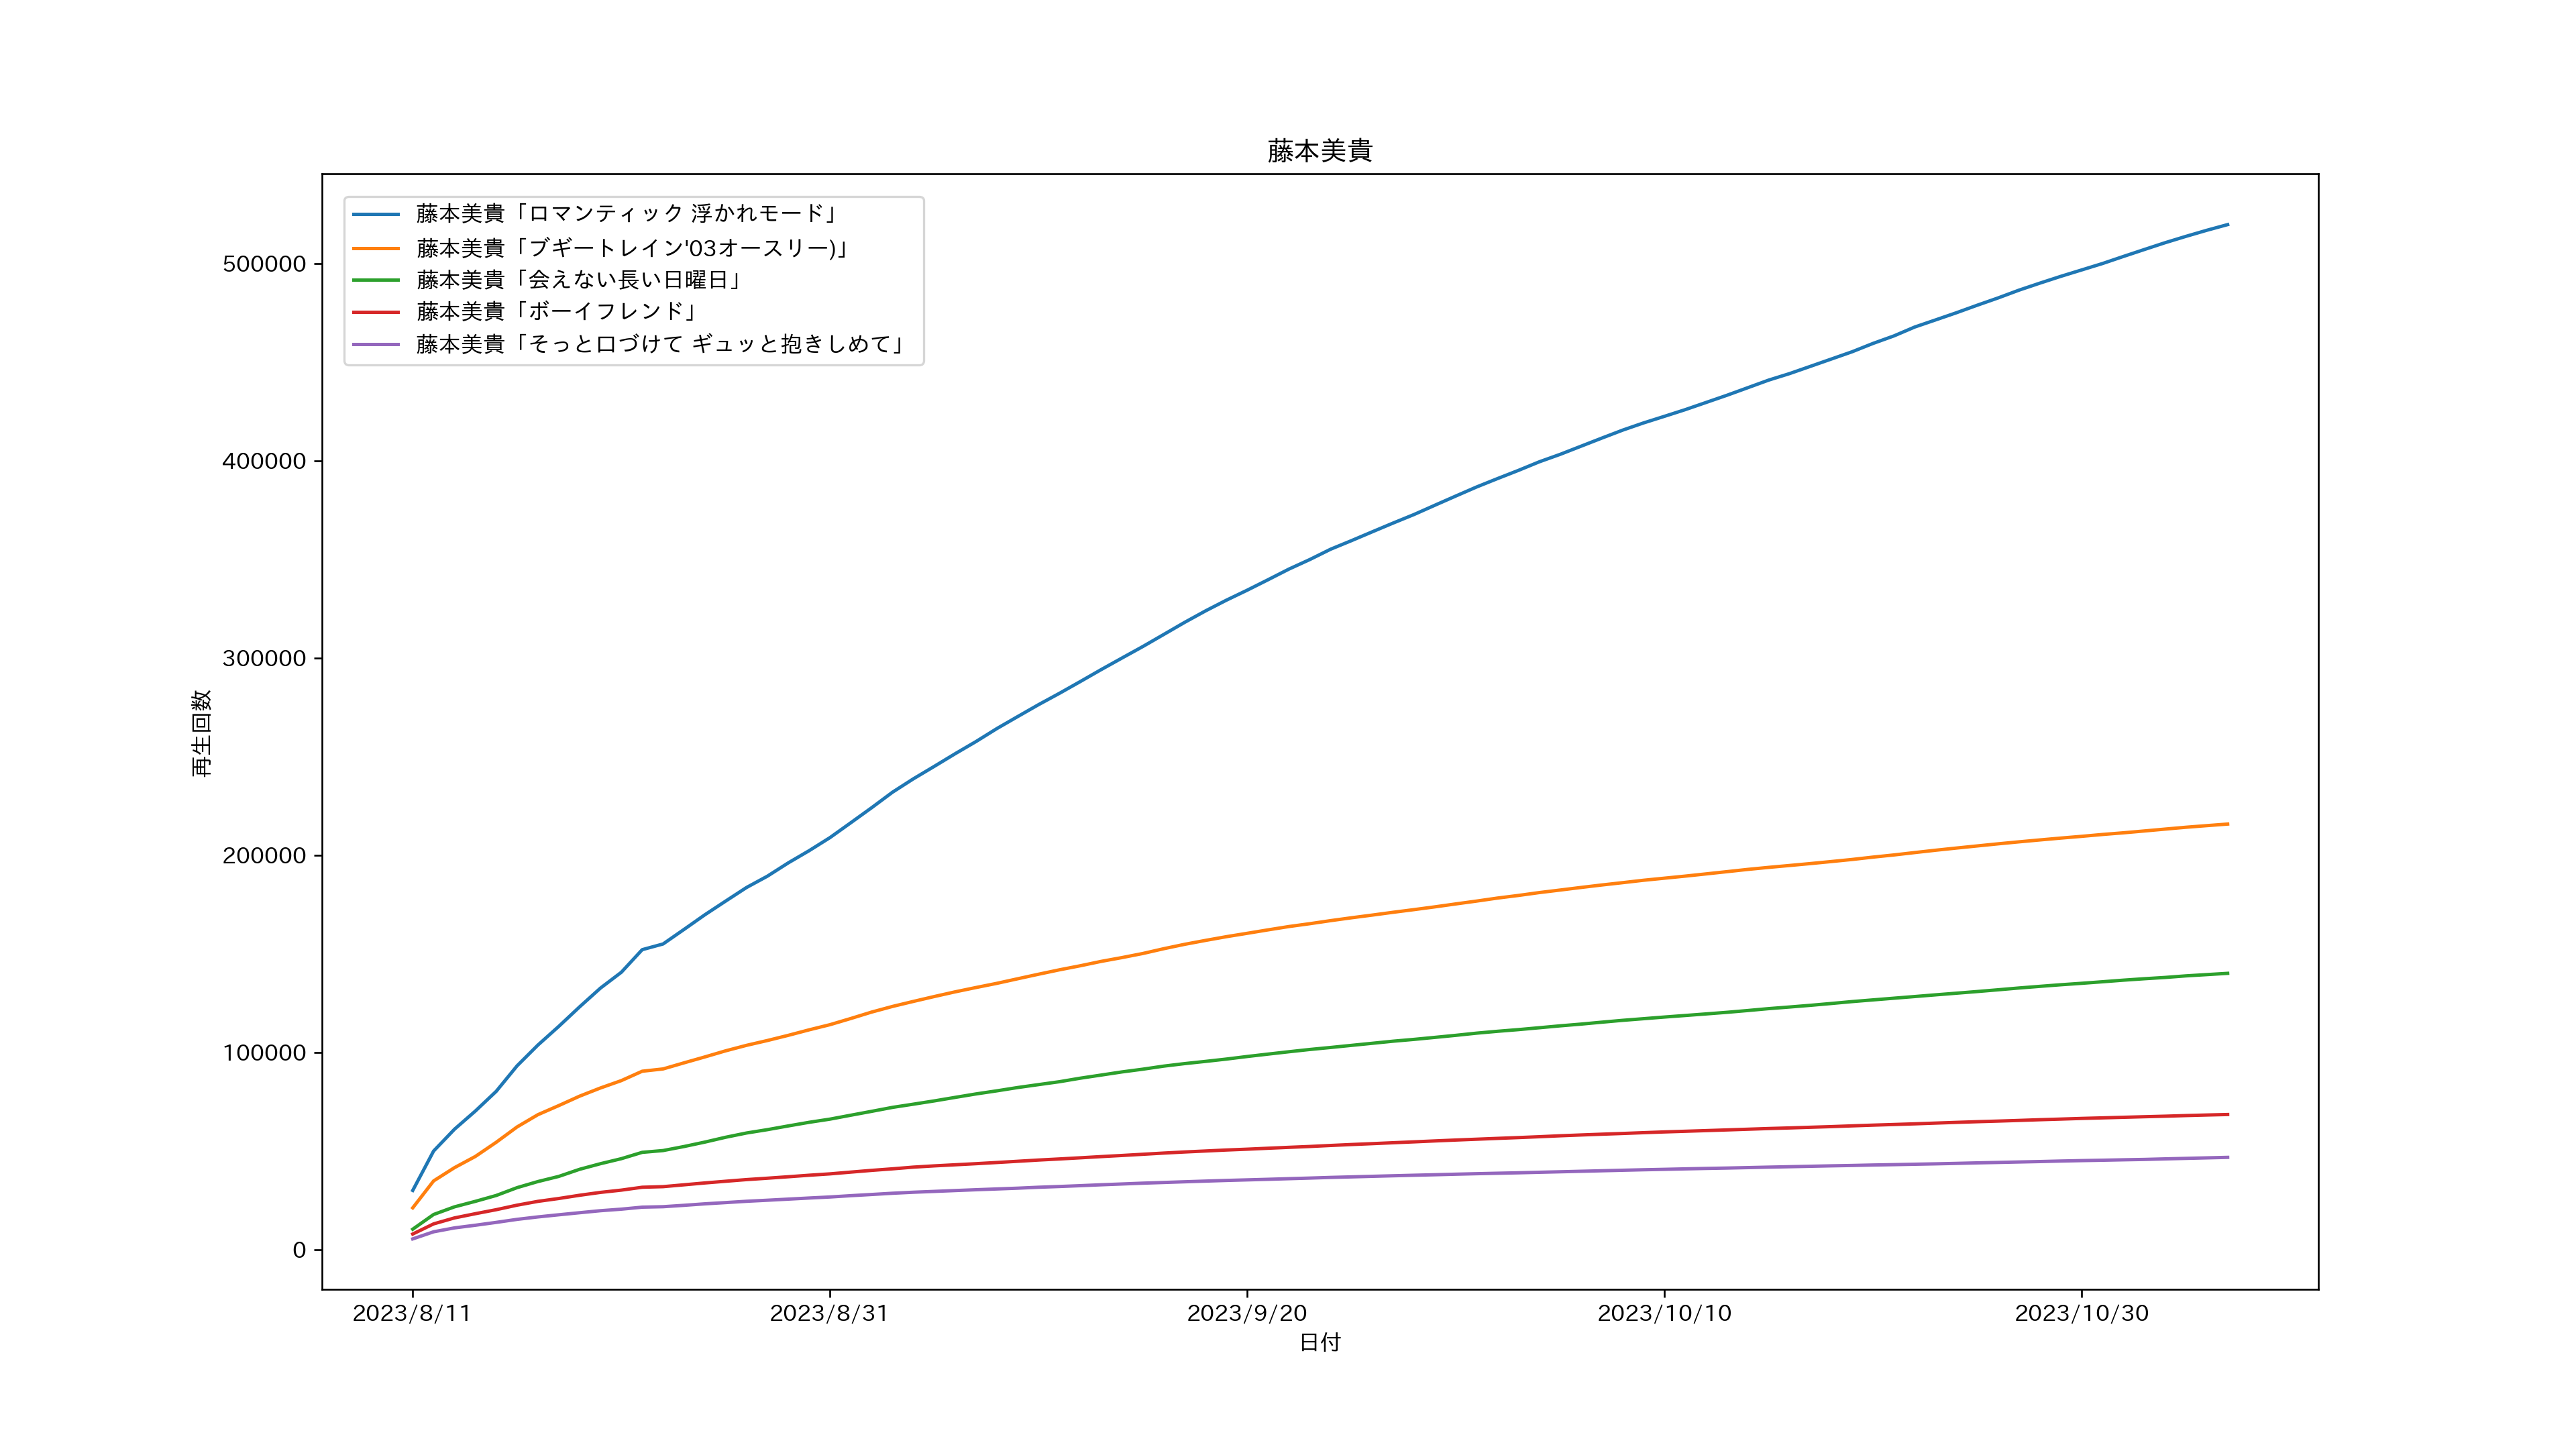 藤本美貴
藤本美貴「ロマンティック 浮かれモード」
藤本美貴「ブギートレイン'03オースリー)」
藤本美貴「会えない長い日曜日」
藤本美貴「ボーイフレンド」
藤本美貴「そっと口づけて ギュッと抱きしめて」
500000
400000
300000
200000
100000
0
再生回数
2023/8/11
2023/8/31
2023/9/20
2023/10/10
2023/10/30
日付